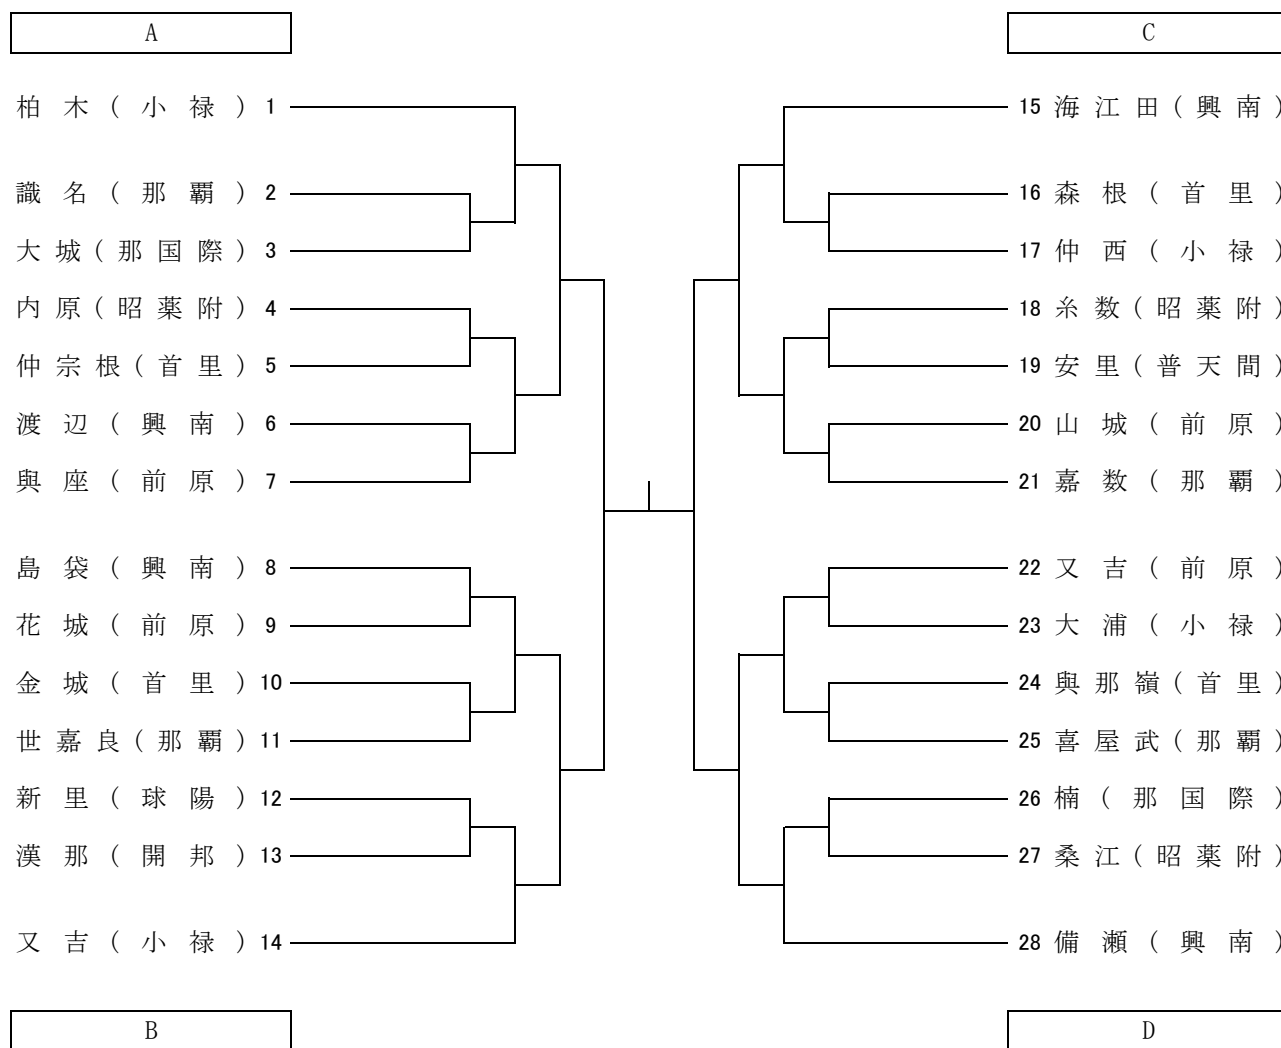 A
柏木(小禄) 1
識名(那覇) 2
大城(那国際) 3
内原(昭薬附) 4
仲宗根(首里) 5
渡辺(興南) 6
與座(前原) 7
島袋(興南) 8
花城(前原) 9
金城(首里) 10
世嘉良(那覇) 11
新里(球陽) 12
漢那(開邦) 13
又吉(小禄) 14
B
C
15 海江田(興南)
16 森根(首里)
17 仲西(小禄)
18 糸数(昭薬附)
19 安里(普天間)
20 山城(前原)
21 嘉数(那覇)
22 又吉(前原)
23 大浦(小禄)
24 與那嶺(首里)
25 喜屋武(那覇)
26 楠(那国際)
27 桑江(昭薬附)
28 備瀬(興南)
D